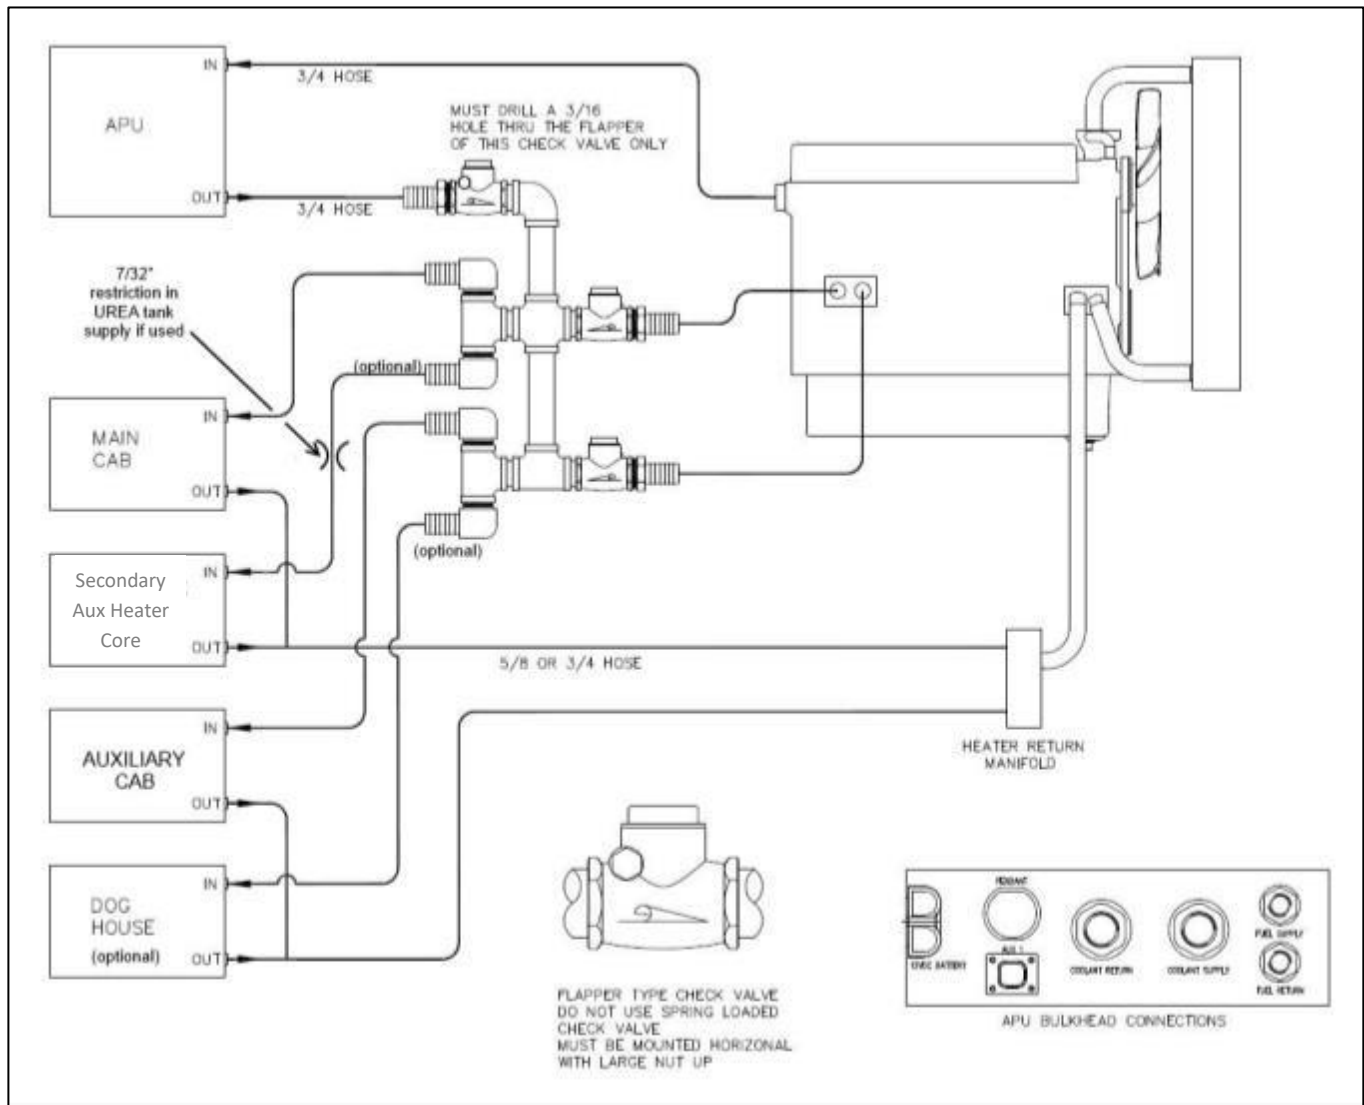 IN
3/4 HOSE
APU
OUT
3/4 HOSE
MUST DRILL A 3/16
HOLE THRU THE FLAPPER
OF THIS CHECK VALVE ONLY
7/32"
restriction in
UREA tank
supply if used
(optional)
IN
MAIN
CAB
OUT
(optional)
IN
Secondary
Aux Heater
Core
OUT
5/8 OR 3/4 HOSE
IN
AUXILIARY
CAB
OUT
HEATER RETURN
MANIFOLD
IN
DOG
HOUSE
(optional)
OUT
FLAPPER TYPE CHECK VALVE
DO NOT USE SPRING LOADED
CHECK VALVE
MUST BE MOUNTED HORIZONAL
WITH LARGE NUT UP
AUX 1
BATTERY
COOLANT RETURN
COOLANT SUPPLY
FUEL SUPPLY
FUEL RETURN
APU BULKHEAD CONNECTIONS